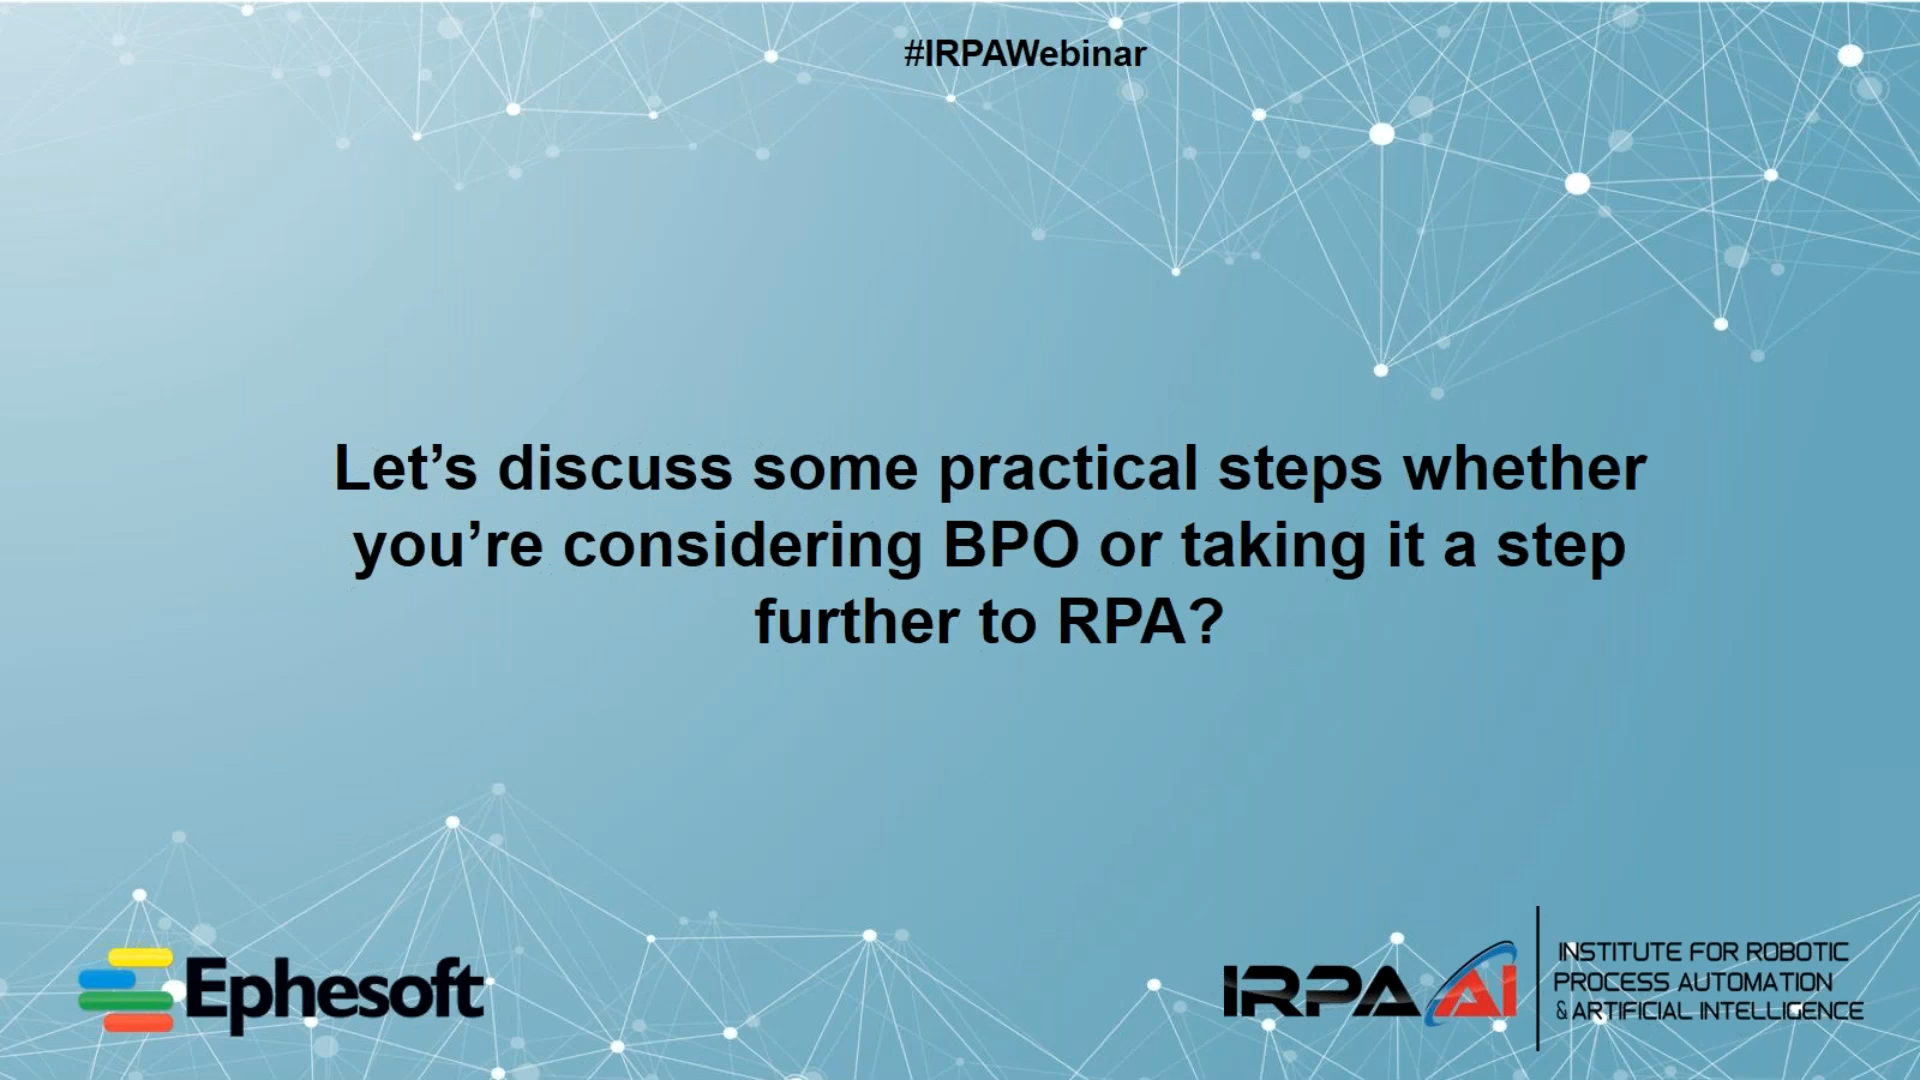 #IRPAWebinar
Let’s discuss some practical steps whether
you’re considering BPO or taking it a step
further to RPA?
Ephesoft
IRPA AI
INSTITUTE FOR ROBOTIC
PROCESS AUTOMATION
& ARTIFICIAL INTELLIGENCE